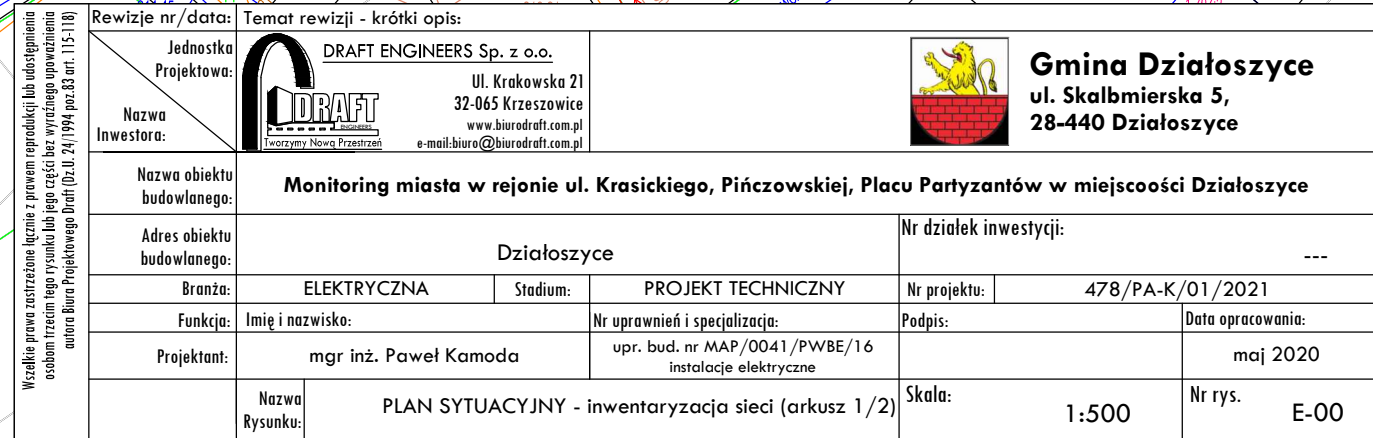 Wszelkie prawa zastrzeżone łącznie z prawem reprodukcji lub udostępnienia
osobom trzecim tego rysunku lub jego części bez wyraźnego upoważnienia
autora Biura Projektowego Draft (Dz.U. 24/1994 poz.83 art. 115-118)
Rewizje nr/data: Temat rewizji - krótki opis:
Jednostka
Projektowa:
Nazwa
Inwestora:
DRAFT ENGINEERS Sp. z o.o.
Ul. Krakowska 21
32-065 Krzeszowice
www.biurodraft.com.pl
e-mail:biuro@biurodraft.com.pl
DRAFT
ENGINEERS
Tworzymy Nową Przestrzeń
Gmina Działoszyce
ul. Skalbmierska 5,
28-440 Działoszyce
Nazwa obiektu
budowlanego:
Monitoring miasta w rejonie ul. Krasickiego, Pińczowskiej, Placu Partyzantów w miejscoości Działoszyce
Adres obiektu
budowlanego:
Działoszyce
Nr działek inwestycji:
---
Branża: ELEKTRYCZNA Stadium: PROJEKT TECHNICZNY Nr projektu: 478/PA-K/01/2021
Funkcja: Imię i nazwisko: Nr uprawnień i specjalizacja: Podpis: Data opracowania:
Projektant: mgr inż. Paweł Kamoda
upr. bud. nr MAP/0041/PWBE/16
instalacje elektryczne
maj 2020
Nazwa
Rysunku:
PLAN SYTUACYJNY - inwentaryzacja sieci (arkusz 1/2)
Skala:
1:500
Nr rys.
E-00